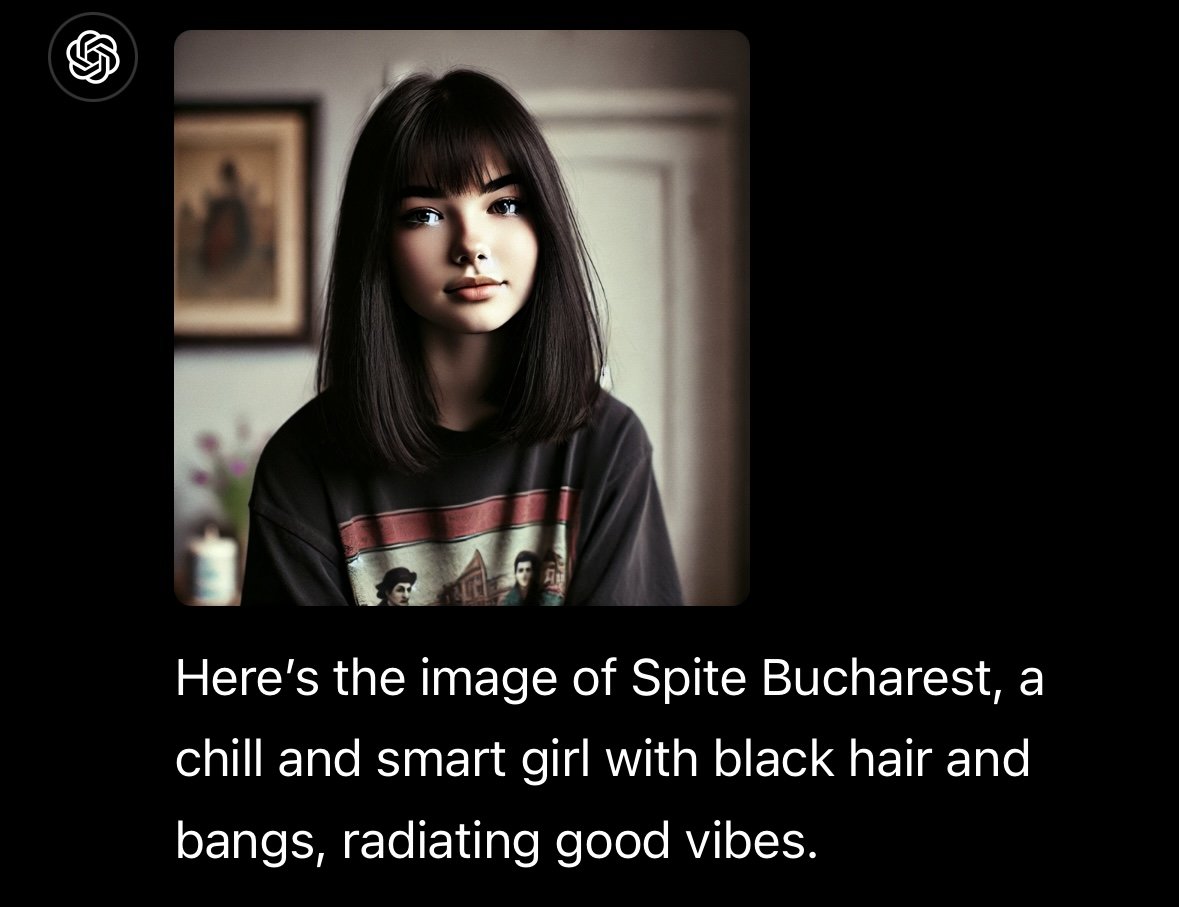 Here’s the image of Spite Bucharest, a
chill and smart girl with black hair and
bangs, radiating good vibes.